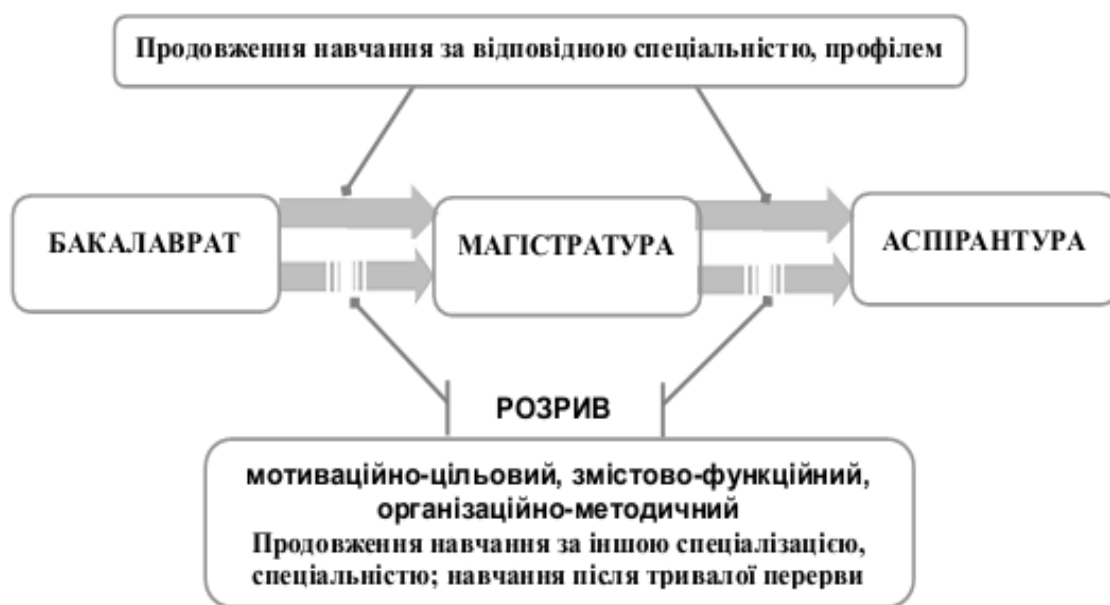 Продовження навчання за відповідною спеціальністю, профілем
БАКАЛАВРАТ
МАГІСТРАТУРА
АСПІРАНТУРА
РОЗРИВ
мотиваційно-цільовий, змістово-функційний,
організаційно-методичний
Продовження навчання за іншою спеціалізацією,
спеціальністю; навчання після тривалої перерви